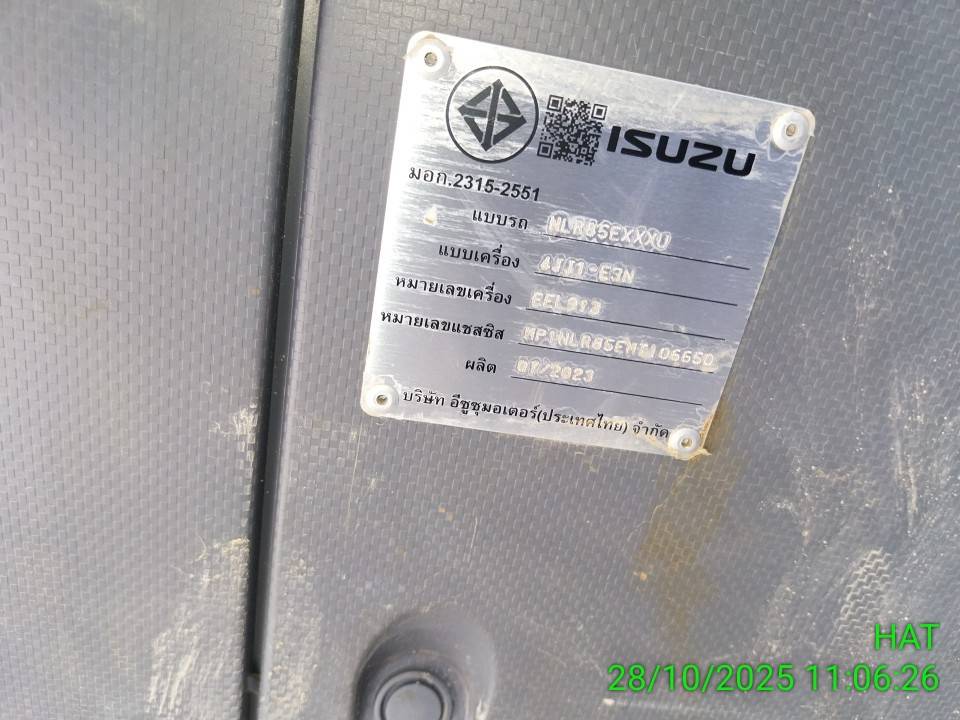 ISUZU
มอก.2315-2551
แบบรถ NLR85EXXXU
แบบเครื่อง 4JJ1-E3N
หมายเลขเครื่อง EEL913
หมายเลขแชสซิส MP1NLR85EMT106650
ผลิต 07/2023
บริษัท อีซูซุมอเตอร์(ประเทศไทย) จำกัด
HAT
28/10/2025 11:06:26